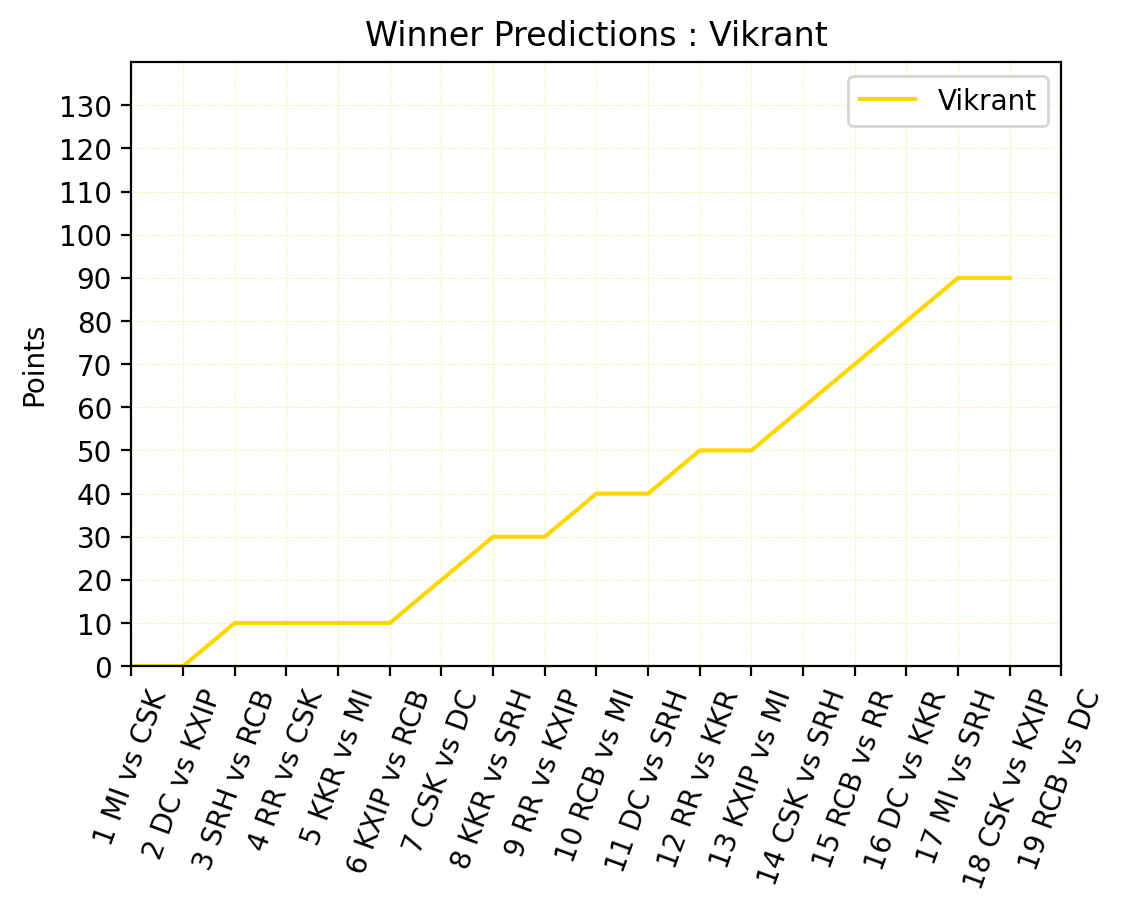 Winner Predictions : Vikrant
Vikrant
Points
130
120
110
100
90
80
70
60
50
40
30
20
10
0
1 MI vs CSK
2 DC vs KXIP
3 SRH vs RCB
4 RR vs CSK
5 KKR vs MI
6 KXIP vs RCB
7 CSK vs DC
8 KKR vs SRH
9 RR vs KXIP
10 RCB vs MI
11 DC vs SRH
12 RR vs KKR
13 KXIP vs MI
14 CSK vs SRH
15 RCB vs RR
16 DC vs KKR
17 MI vs SRH
18 CSK vs KXIP
19 RCB vs DC